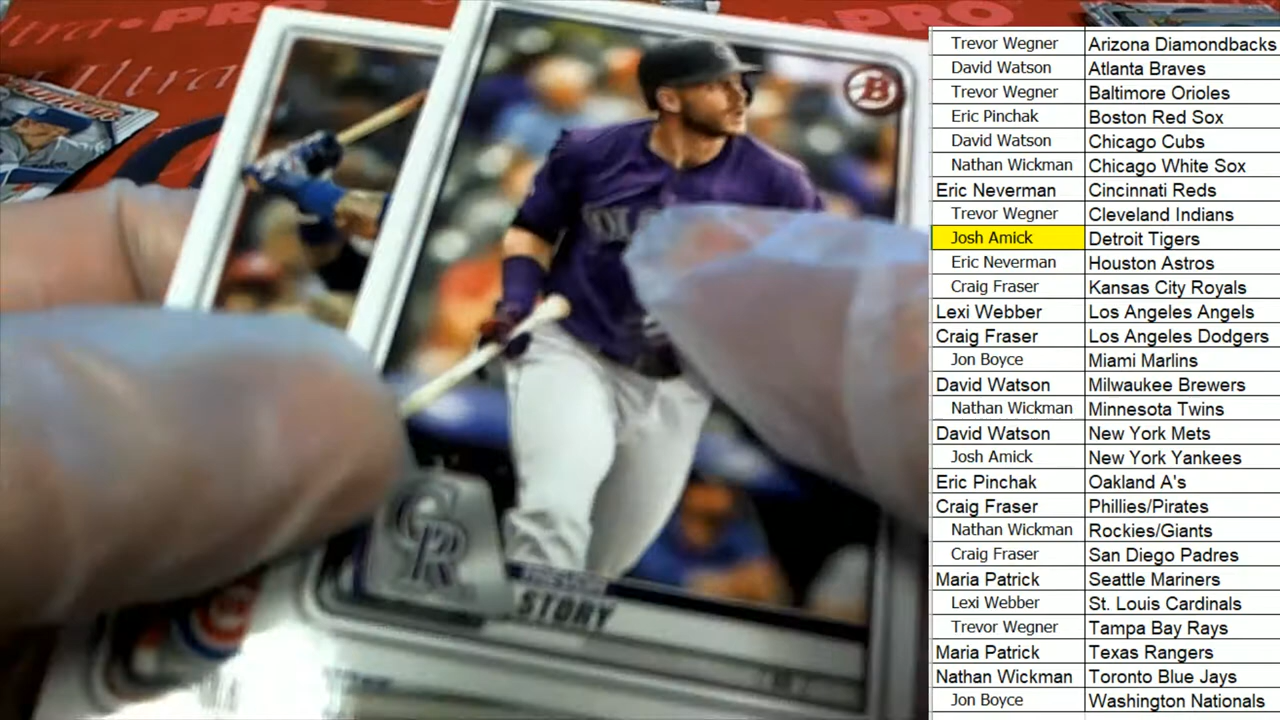 PRO
Ultra
PRO
B
COLO
CR
STORY
Trevor Wegner Arizona Diamondbacks
David Watson Atlanta Braves
Trevor Wegner Baltimore Orioles
Eric Pinchak Boston Red Sox
David Watson Chicago Cubs
Nathan Wickman Chicago White Sox
Eric Neverman Cincinnati Reds
Trevor Wegner Cleveland Indians
Josh Amick Detroit Tigers
Eric Neverman Houston Astros
Craig Fraser Kansas City Royals
Lexi Webber Los Angeles Angels
Craig Fraser Los Angeles Dodgers
Jon Boyce Miami Marlins
David Watson Milwaukee Brewers
Nathan Wickman Minnesota Twins
David Watson New York Mets
Josh Amick New York Yankees
Eric Pinchak Oakland A's
Craig Fraser Phillies/Pirates
Nathan Wickman Rockies/Giants
Craig Fraser San Diego Padres
Maria Patrick Seattle Mariners
Lexi Webber St. Louis Cardinals
Trevor Wegner Tampa Bay Rays
Maria Patrick Texas Rangers
Nathan Wickman Toronto Blue Jays
Jon Boyce Washington Nationals